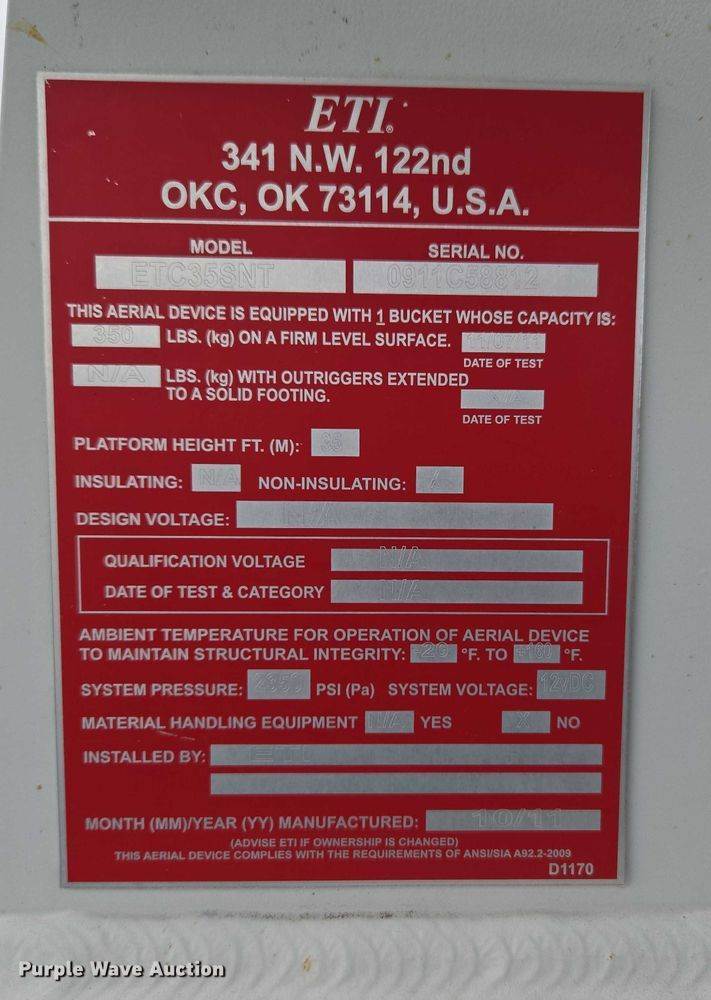 ETI.
341 N.W. 122nd
OKC, OK 73114, U.S.A.
MODEL SERIAL NO.
ETC35SNT 0911C58812
THIS AERIAL DEVICE IS EQUIPPED WITH 1 BUCKET WHOSE CAPACITY IS:
350 LBS. (kg) ON A FIRM LEVEL SURFACE. 11/07/11
DATE OF TEST
N/A LBS. (kg) WITH OUTRIGGERS EXTENDED
TO A SOLID FOOTING. N/A
DATE OF TEST
PLATFORM HEIGHT FT. (M):
INSULATING: N/A NON-INSULATING:
DESIGN VOLTAGE: N/A
QUALIFICATION VOLTAGE N/A
DATE OF TEST & CATEGORY N/A
AMBIENT TEMPERATURE FOR OPERATION OF AERIAL DEVICE
TO MAINTAIN STRUCTURAL INTEGRITY: °F. TO °F.
SYSTEM PRESSURE: PSI (Pa) SYSTEM VOLTAGE: 12vDC
MATERIAL HANDLING EQUIPMENT N/A YES X NO
INSTALLED BY: ETI
MONTH (MM)/YEAR (YY) MANUFACTURED: 10/11
(ADVISE ETI IF OWNERSHIP IS CHANGED)
THIS AERIAL DEVICE COMPLIES WITH THE REQUIREMENTS OF ANSI/SIA A92.2-2009
D1170
Purple Wave Auction